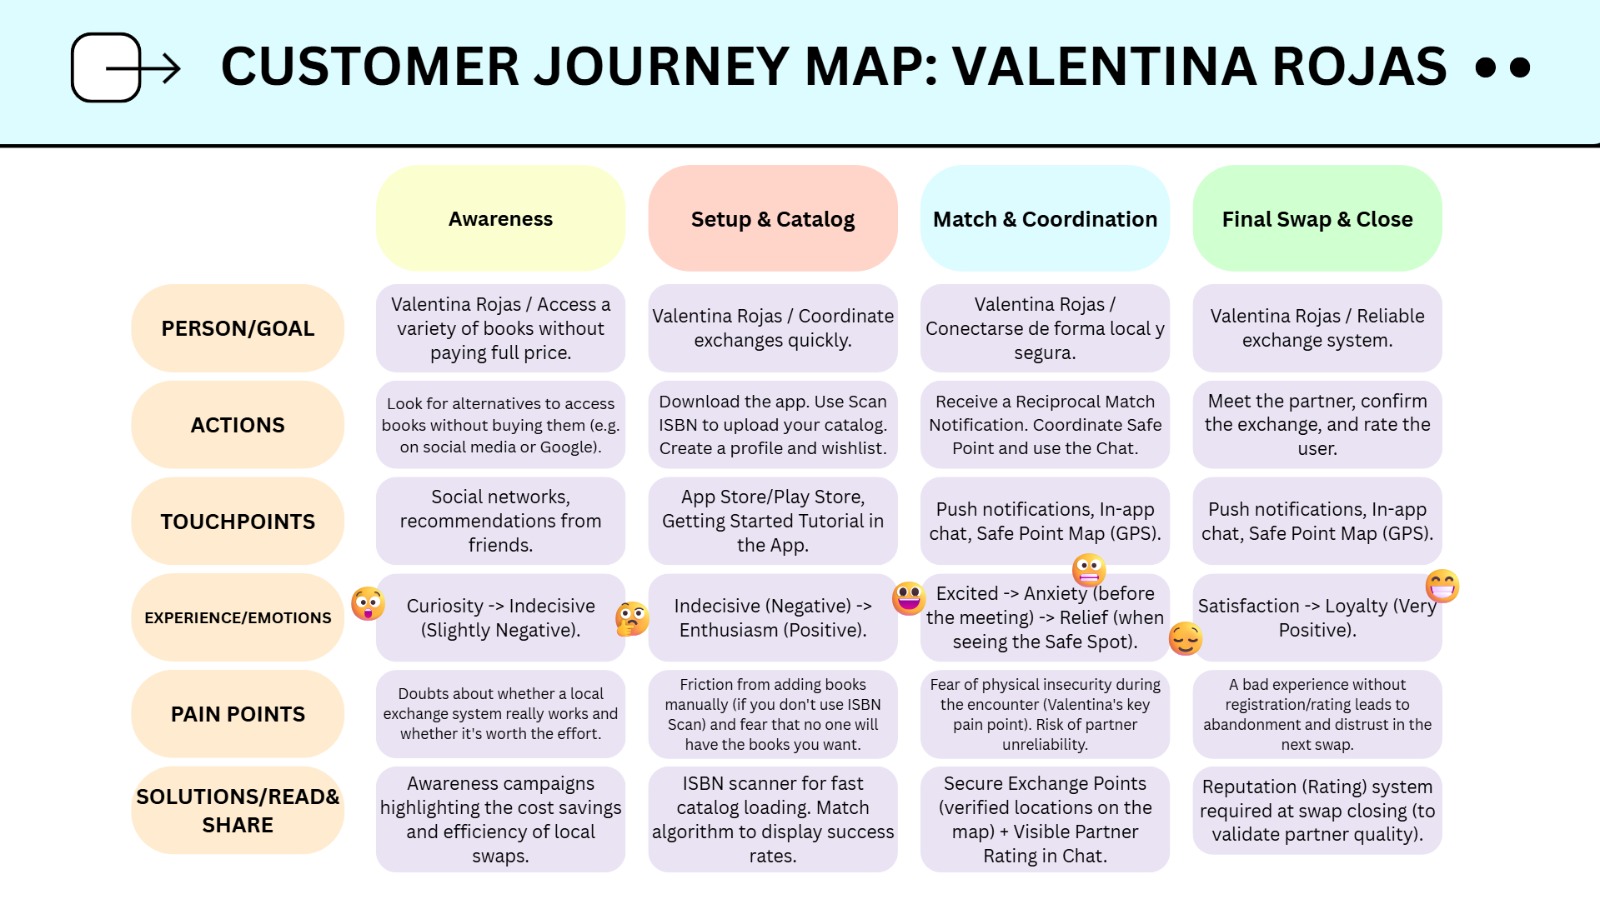 CUSTOMER JOURNEY MAP: VALENTINA ROJAS
Awareness
Setup & Catalog
Match & Coordination
Final Swap & Close
PERSON/GOAL
Valentina Rojas / Access a
variety of books without
paying full price.
Valentina Rojas / Coordinate
exchanges quickly.
Valentina Rojas /
Conectarse de forma local y
segura.
Valentina Rojas / Reliable
exchange system.
ACTIONS
Look for alternatives to access
books without buying them (e.g.
on social media or Google).
Download the app. Use Scan
ISBN to upload your catalog.
Create a profile and wishlist.
Receive a Reciprocal Match
Notification. Coordinate Safe
Point and use the Chat.
Meet the partner, confirm
the exchange, and rate the
user.
TOUCHPOINTS
Social networks,
recommendations from
friends.
App Store/Play Store,
Getting Started Tutorial in
the App.
Push notifications, In-app
chat, Safe Point Map (GPS).
Push notifications, In-app
chat, Safe Point Map (GPS).
EXPERIENCE/EMOTIONS
Curiosity -> Indecisive
(Slightly Negative).
Indecisive (Negative) ->
Enthusiasm (Positive).
Excited -> Anxiety (before
the meeting) -> Relief (when
seeing the Safe Spot).
Satisfaction -> Loyalty (Very
Positive).
PAIN POINTS
Doubts about whether a local
exchange system really works and
whether it's worth the effort.
Friction from adding books
manually (if you don't use ISBN
Scan) and fear that no one will
have the books you want.
Fear of physical insecurity during
the encounter (Valentina's key
pain point). Risk of partner
unreliability.
A bad experience without
registration/rating leads to
abandonment and distrust in the
next swap.
SOLUTIONS/READ&
SHARE
Awareness campaigns
highlighting the cost savings
and efficiency of local
swaps.
ISBN scanner for fast
catalog loading. Match
algorithm to display success
rates.
Secure Exchange Points
(verified locations on the
map) + Visible Partner
Rating in Chat.
Reputation (Rating) system
required at swap closing (to
validate partner quality).